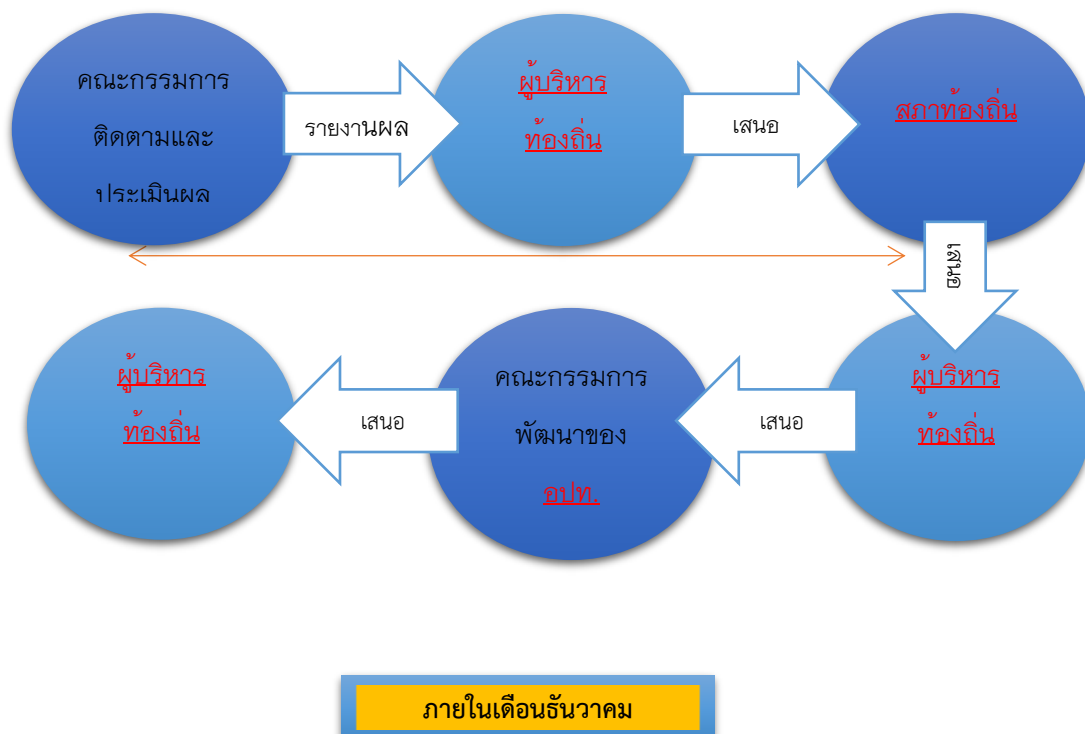 คณะกรรมการ
ติดตามและ
ประเมินผล
รายงานผล
ผู้บริหาร
ท้องถิ่น
เสนอ
สภาท้องถิ่น
เสนอ
ผู้บริหาร
ท้องถิ่น
เสนอ
คณะกรรมการ
พัฒนาของ
อปท.
เสนอ
ผู้บริหาร
ท้องถิ่น
ภายในเดือนธันวาคม